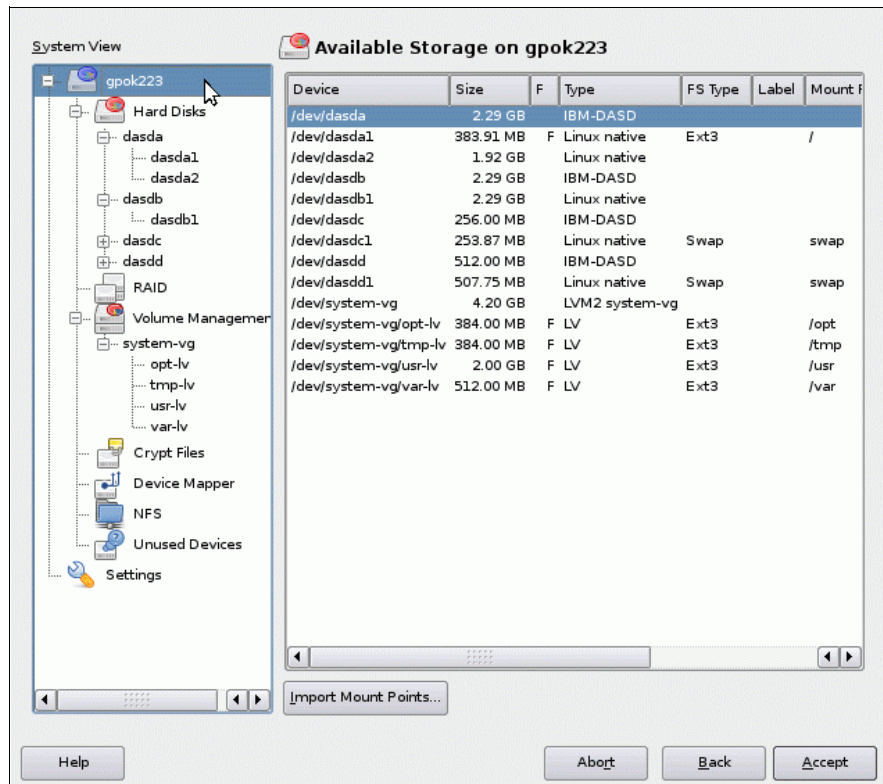 System View
gpok223
Hard Disks
dasda
dasda1
dasda2
dasdb
dasdb1
dasdc
dasdd
RAID
Volume Managemen
system-vg
opt-lv
tmp-lv
usr-lv
var-lv
Crypt Files
Device Mapper
NFS
Unused Devices
Settings
Available Storage on gpok223
Device Size F Type FS Type Label Mount P
/dev/dasda 2.29 GB IBM-DASD
/dev/dasda1 383.91 MB F Linux native Ext3 /
/dev/dasda2 1.92 GB Linux native
/dev/dasdb 2.29 GB IBM-DASD
/dev/dasdb1 2.29 GB Linux native
/dev/dasdc 256.00 MB IBM-DASD
/dev/dasdc1 253.87 MB Linux native Swap swap
/dev/dasdd 512.00 MB IBM-DASD
/dev/dasdd1 507.75 MB Linux native Swap swap
/dev/system-vg 4.20 GB LVM2 system-vg
/dev/system-vg/opt-lv 384.00 MB F LV Ext3 /opt
/dev/system-vg/tmp-lv 384.00 MB F LV Ext3 /tmp
/dev/system-vg/usr-lv 2.00 GB F LV Ext3 /usr
/dev/system-vg/var-lv 512.00 MB F LV Ext3 /var
Import Mount Points...
Help Abort Back Accept